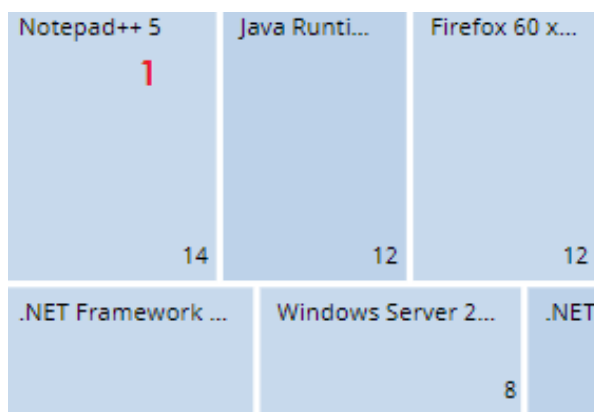 Notepad++ 5
1
14
Java Runti...
12
Firefox 60 x...
12
.NET Framework ...
Windows Server 2...
8
.NET